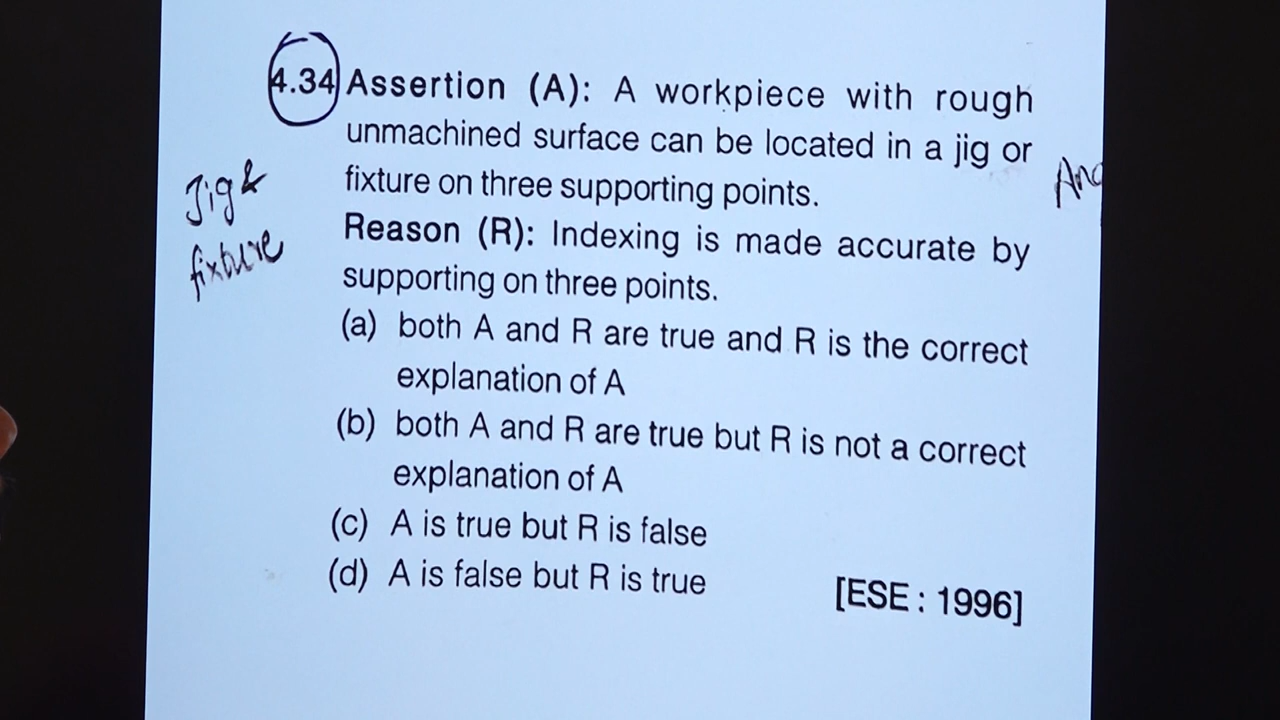 4.34 Assertion (A): A workpiece with rough
unmachined surface can be located in a jig or
fixture on three supporting points.
Reason (R): Indexing is made accurate by
supporting on three points.
(a) both A and R are true and R is the correct
explanation of A
(b) both A and R are true but R is not a correct
explanation of A
(c) A is true but R is false
(d) A is false but R is true
[ESE : 1996]
Jig &
fixture